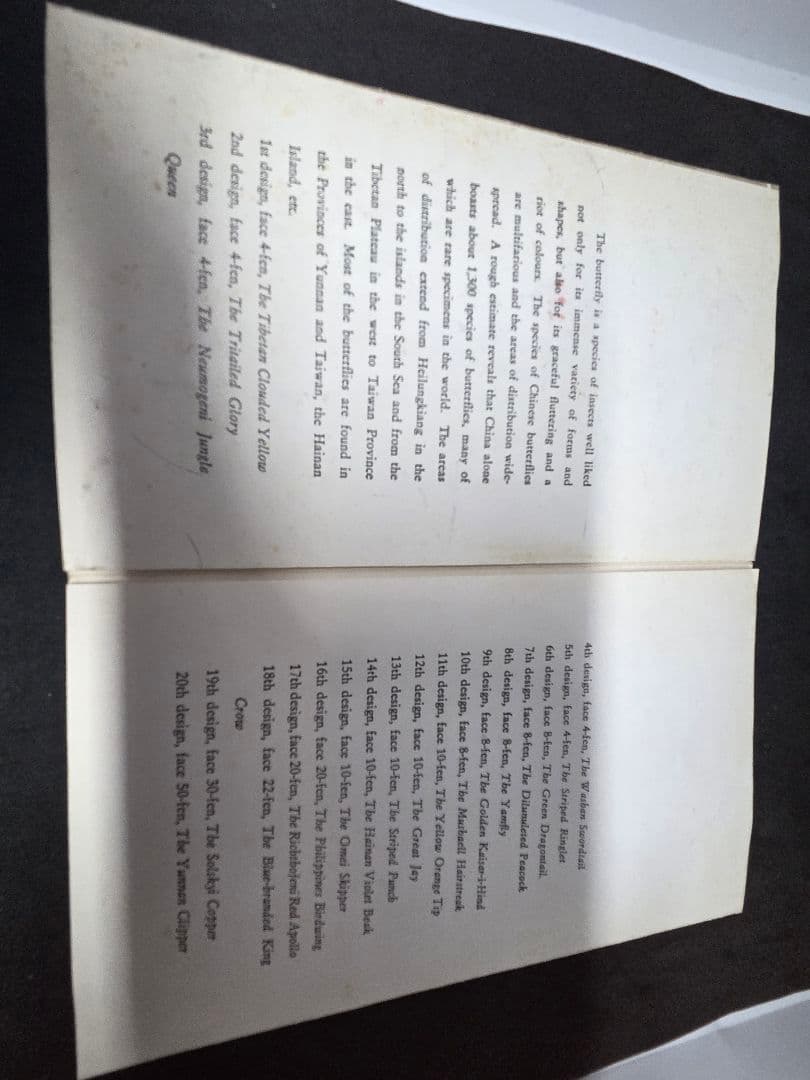 The butterfly is a species of insects well liked
not only for its immense variety of forms and
shapes, but also for its graceful fluttering and a
riot of colours. The species of Chinese butterflies
are multifarious and the areas of distribution wide-
spread. A rough estimate reveals that China alone
boasts about 1,300 species of butterflies, many of
which are rare specimens in the world. The areas
of distribution extend from Heilungkiang in the
north to the islands in the South Sea and from the
Tibetan Plateau in the west to Taiwan Province
in the east. Most of the butterflies are found in
the Provinces of Yunnan and Taiwan, the Hainan
Island, etc.
1st design, face 4-fen, The Tibetan Clouded Yellow
2nd design, face 4-fen, The Tritailed Glory
3rd design, face 4-fen, The Neumogeni Jungle
Queen
4th design, face 4-fen, The Washan Swordtail
5th design, face 4-fen, The Striped Ringlet
6th design, face 8-fen, The Green Dragontail
7th design, face 8-fen, The Dilunuleted Peacock
8th design, face 8-fen, The Yamfly
9th design, face 8-fen, The Golden Kaisar-i-Hind
10th design, face 8-fen, The Mushaell Hairstreak
11th design, face 10-fen, The Yellow Orange Tip
12th design, face 10-fen, The Great Jay
13th design, face 10-fen, The Striped Punch
14th design, face 10-fen, The Hainan Violet Beak
15th design, face 10-fen, The Omei Skipper
16th design, face 20-fen, The Philippines Birdwing
17th design, face 20-fen, The Richthofeni Red Apollo
18th design, face 22-fen, The Blue-branded King
Crow
19th design, face 30-fen, The Solskyi Copper
20th design, face 50-fen, The Yunnan Clipper